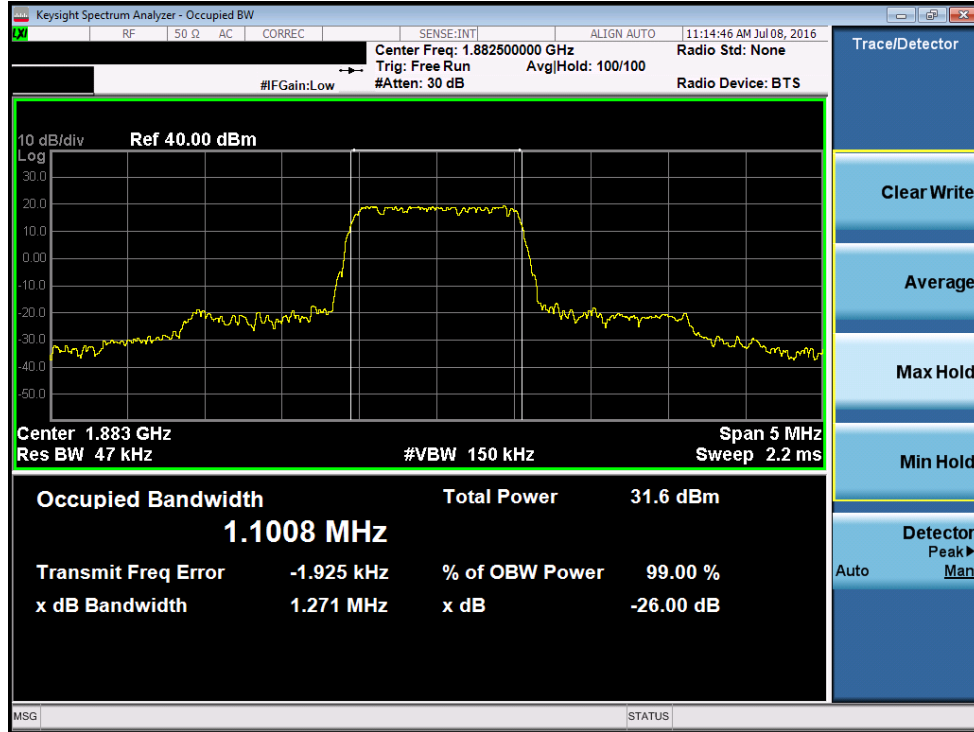 Keysight Spectrum Analyzer - Occupied BW
LXI RF 50 Ω AC CORREC SENSE:INT ALIGN AUTO 11:14:46 AM Jul 08, 2016
Center Freq: 1.882500000 GHz Radio Std: None
Trig: Free Run Avg|Hold: 100/100
#IFGain:Low #Atten: 30 dB Radio Device: BTS
Trace/Detector
10 dB/div Ref 40.00 dBm
Log
30.0
20.0
10.0
0.00
-10.0
-20.0
-30.0
-40.0
-50.0
Center 1.883 GHz Span 5 MHz
Res BW 47 kHz #VBW 150 kHz Sweep 2.2 ms
Occupied Bandwidth Total Power 31.6 dBm
1.1008 MHz
Transmit Freq Error -1.925 kHz % of OBW Power 99.00 %
x dB Bandwidth 1.271 MHz x dB -26.00 dB
Clear Write
Average
Max Hold
Min Hold
Detector
Peak▶
Auto Man
MSG STATUS